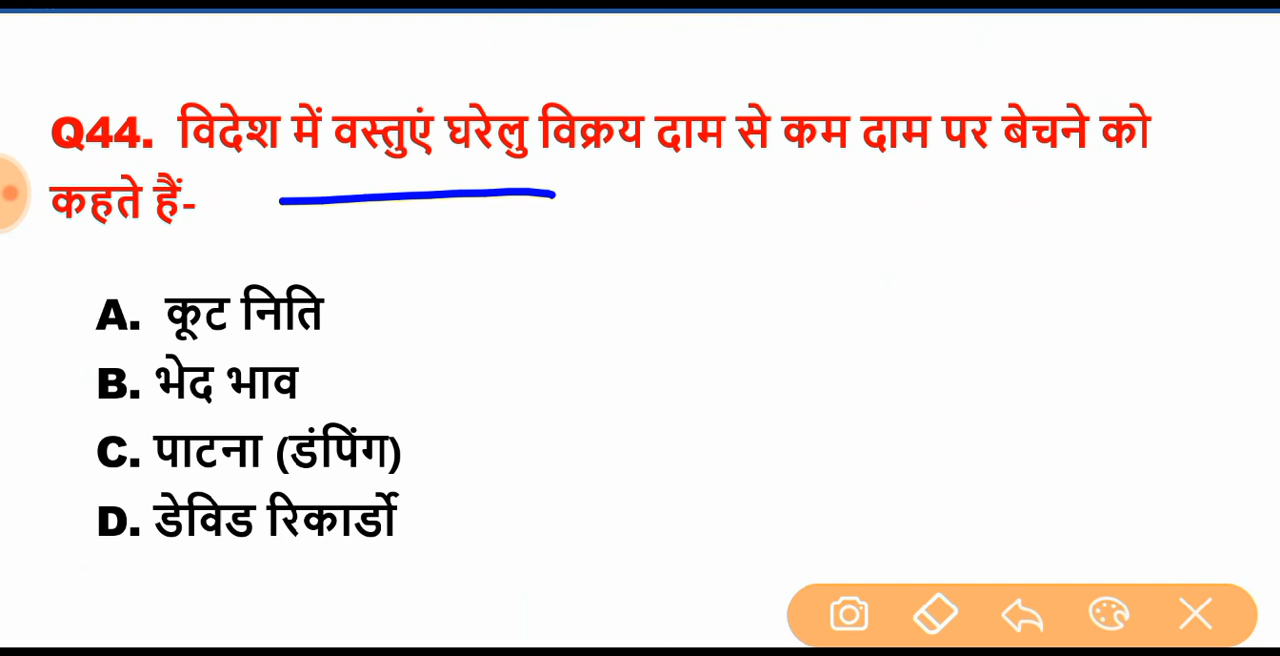 Q44. विदेश में वस्तुएं घरेलु विक्रय दाम से कम दाम पर बेचने को
कहते हैं-
A. कूट निति
B. भेद भाव
C. पाटना (डंपिंग)
D. डेविड रिकार्डो